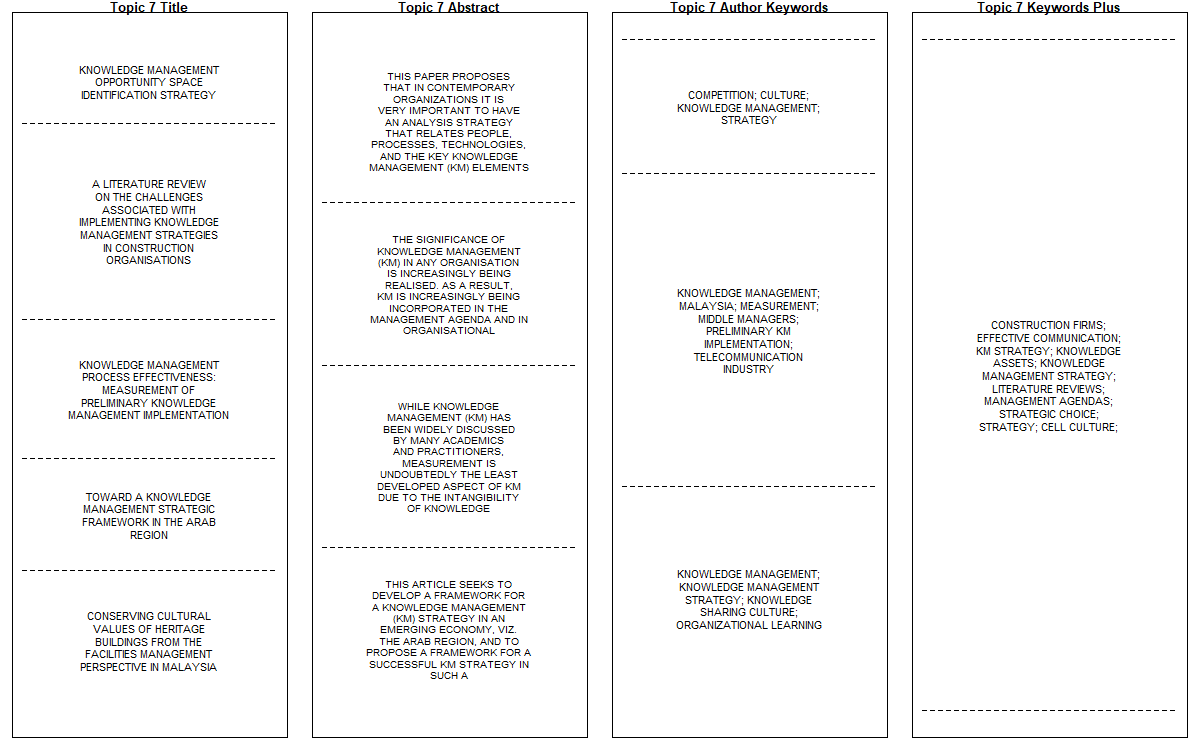 Topic 7 Title
KNOWLEDGE MANAGEMENT
OPPORTUNITY SPACE
IDENTIFICATION STRATEGY
A LITERATURE REVIEW
ON THE CHALLENGES
ASSOCIATED WITH
IMPLEMENTING KNOWLEDGE
MANAGEMENT STRATEGIES
IN CONSTRUCTION
ORGANISATIONS
KNOWLEDGE MANAGEMENT
PROCESS EFFECTIVENESS:
MEASUREMENT OF
PRELIMINARY KNOWLEDGE
MANAGEMENT IMPLEMENTATION
TOWARD A KNOWLEDGE
MANAGEMENT STRATEGIC
FRAMEWORK IN THE ARAB
REGION
CONSERVING CULTURAL
VALUES OF HERITAGE
BUILDINGS FROM THE
FACILITIES MANAGEMENT
PERSPECTIVE IN MALAYSIA
Topic 7 Abstract
THIS PAPER PROPOSES
THAT IN CONTEMPORARY
ORGANIZATIONS IT IS
VERY IMPORTANT TO HAVE
AN ANALYSIS STRATEGY
THAT RELATES PEOPLE,
PROCESSES, TECHNOLOGIES,
AND THE KEY KNOWLEDGE
MANAGEMENT (KM) ELEMENTS
THE SIGNIFICANCE OF
KNOWLEDGE MANAGEMENT
(KM) IN ANY ORGANISATION
IS INCREASINGLY BEING
REALISED. AS A RESULT,
KM IS INCREASINGLY BEING
INCORPORATED IN THE
MANAGEMENT AGENDA AND IN
ORGANISATIONAL
WHILE KNOWLEDGE
MANAGEMENT (KM) HAS
BEEN WIDELY DISCUSSED
BY MANY ACADEMICS
AND PRACTITIONERS,
MEASUREMENT IS
UNDOUBTEDLY THE LEAST
DEVELOPED ASPECT OF KM
DUE TO THE INTANGIBILITY
OF KNOWLEDGE
THIS ARTICLE SEEKS TO
DEVELOP A FRAMEWORK FOR
A KNOWLEDGE MANAGEMENT
(KM) STRATEGY IN AN
EMERGING ECONOMY, VIZ.
THE ARAB REGION, AND TO
PROPOSE A FRAMEWORK FOR A
SUCCESSFUL KM STRATEGY IN
SUCH A
Topic 7 Author Keywords
COMPETITION; CULTURE;
KNOWLEDGE MANAGEMENT;
STRATEGY
KNOWLEDGE MANAGEMENT;
MALAYSIA; MEASUREMENT;
MIDDLE MANAGERS;
PRELIMINARY KM
IMPLEMENTATION;
TELECOMMUNICATION
INDUSTRY
KNOWLEDGE MANAGEMENT;
KNOWLEDGE MANAGEMENT
STRATEGY; KNOWLEDGE
SHARING CULTURE;
ORGANIZATIONAL LEARNING
Topic 7 Keywords Plus
CONSTRUCTION FIRMS;
EFFECTIVE COMMUNICATION;
KM STRATEGY; KNOWLEDGE
ASSETS; KNOWLEDGE
MANAGEMENT STRATEGY;
LITERATURE REVIEWS;
MANAGEMENT AGENDAS;
STRATEGIC CHOICE;
STRATEGY; CELL CULTURE;